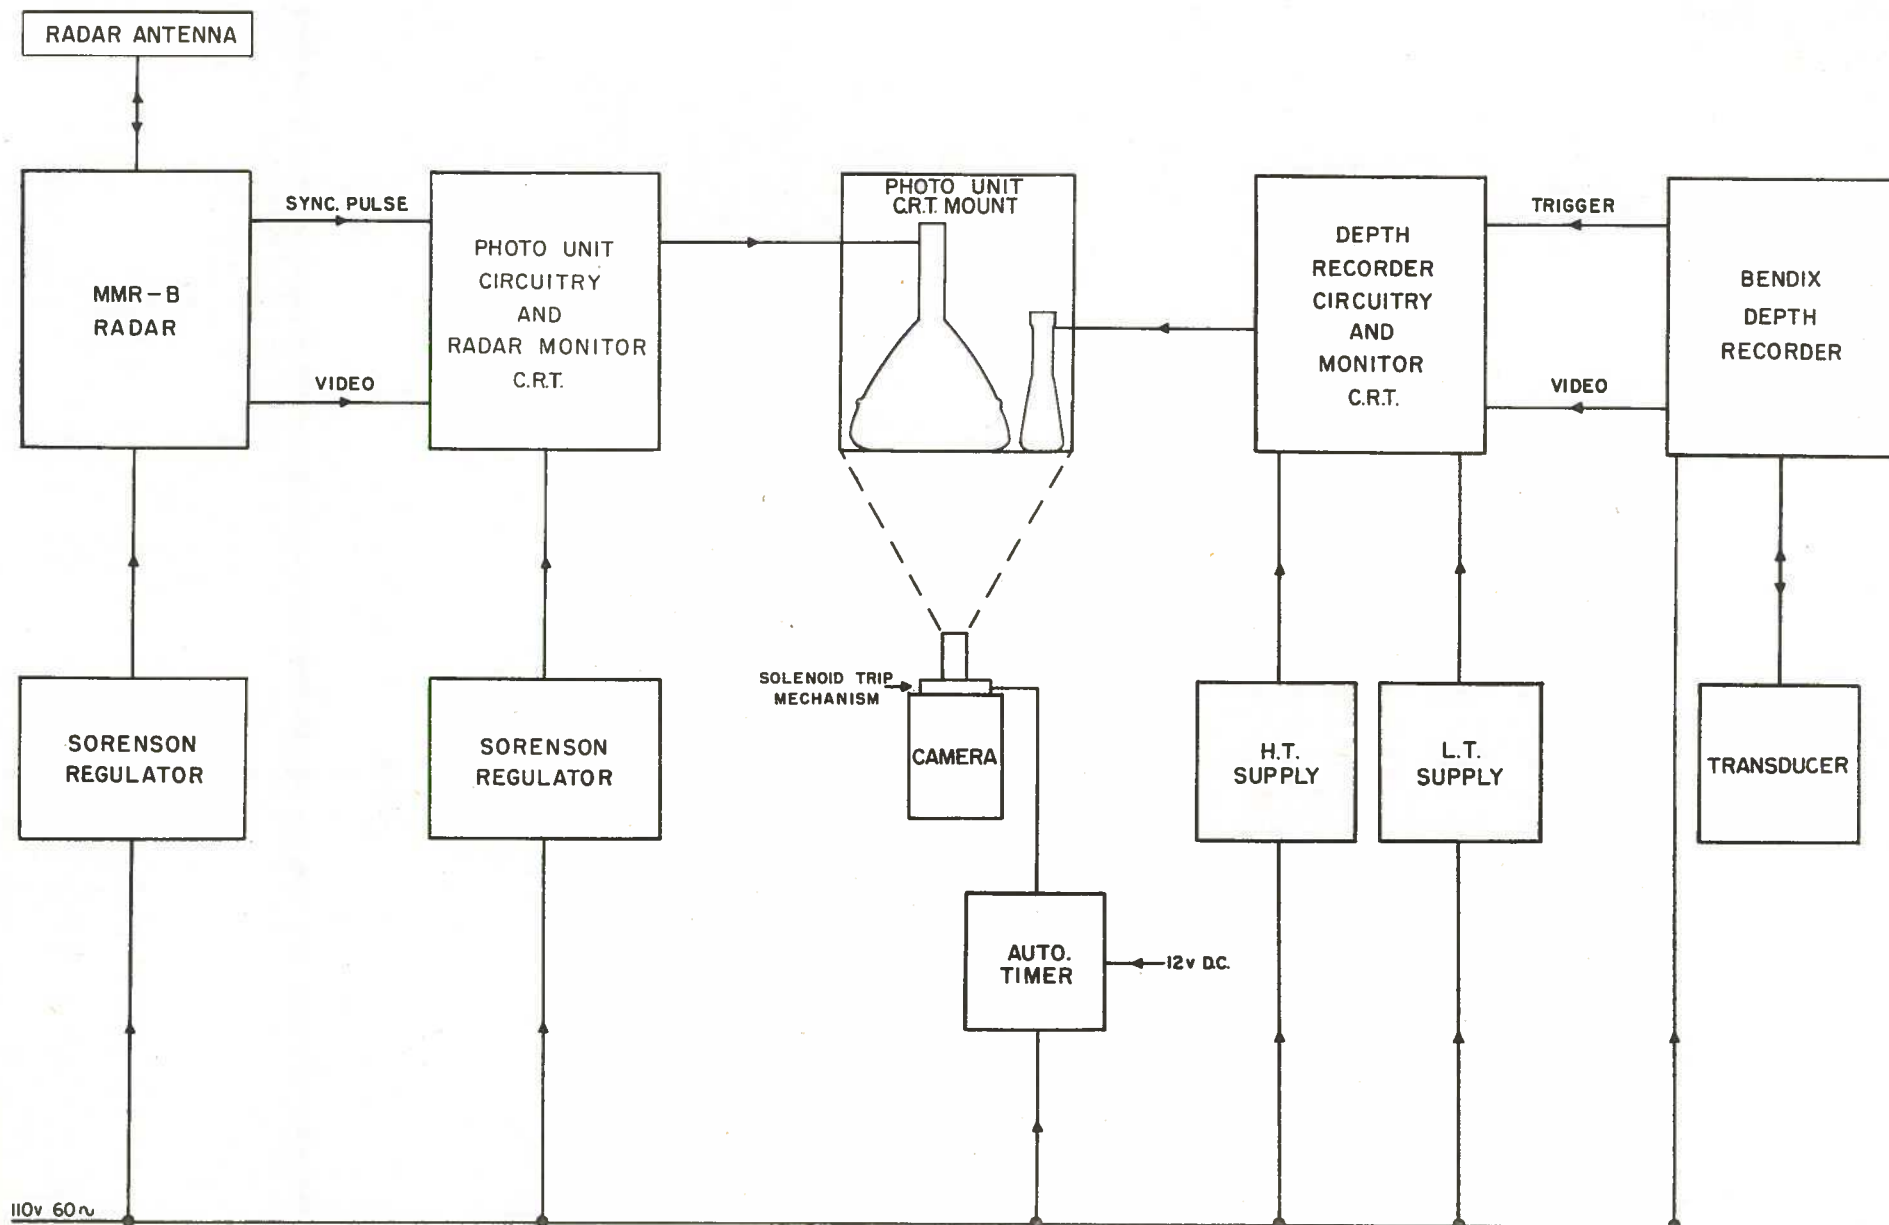 RADAR ANTENNA
MMR-B
RADAR
SYNC. PULSE
VIDEO
PHOTO UNIT
CIRCUITRY
AND
RADAR MONITOR
C.R.T.
PHOTO UNIT
C.R.T. MOUNT
DEPTH
RECORDER
CIRCUITRY
AND
MONITOR
C.R.T.
TRIGGER
VIDEO
BENDIX
DEPTH
RECORDER
SORENSON
REGULATOR
SORENSON
REGULATOR
SOLENOID TRIP
MECHANISM
CAMERA
H.T.
SUPPLY
L.T.
SUPPLY
TRANSDUCER
AUTO.
TIMER
12v D.C.
110v 60~